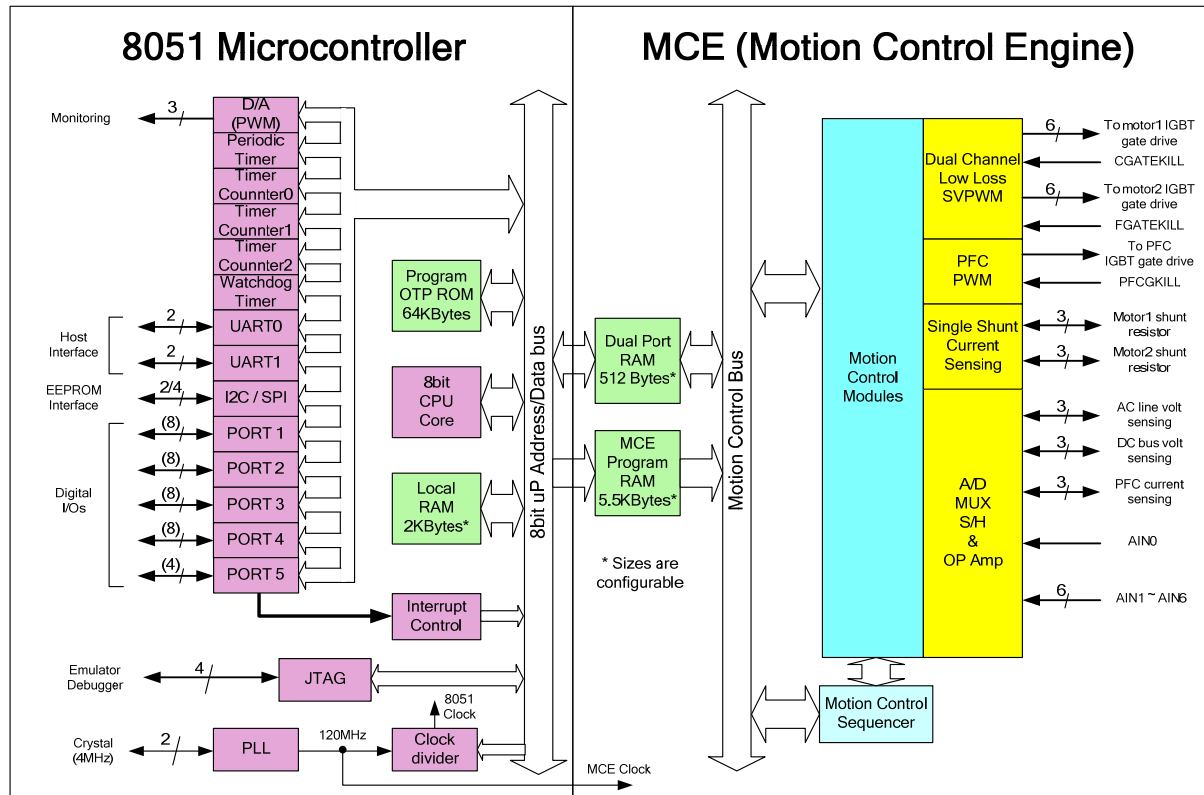 8051 Microcontroller
MCE (Motion Control Engine)
Monitoring
3
D/A
(PWM)
Periodic
Timer
Timer
Counnter0
Timer
Counnter1
Timer
Counnter2
Watchdog
Timer
Host
Interface
2
UART0
2
UART1
EEPROM
Interface
2/4
I2C / SPI
Digital
I/Os
(8)
PORT 1
(8)
PORT 2
(8)
PORT 3
(8)
PORT 4
(4)
PORT 5
Program
OTP ROM
64KBytes
8bit
CPU
Core
Local
RAM
2KBytes*
Interrupt
Control
Emulator
Debugger
4
JTAG
8051
Clock
Crystal
(4MHz)
2
PLL
120MHz
Clock
divider
MCE Clock
8bit uP Address/Data bus
Dual Port
RAM
512 Bytes*
MCE
Program
RAM
5.5KBytes*
* Sizes are
configurable
Motion Control Bus
Motion
Control
Modules
Motion Control
Sequencer
Dual Channel
Low Loss
SVPWM
6
To motor1 IGBT
gate drive
CGATEKILL
6
To motor2 IGBT
gate drive
FGATEKILL
PFC
PWM
To PFC
IGBT gate drive
PFCGKILL
Single Shunt
Current
Sensing
3
Motor1 shunt
resistor
3
Motor2 shunt
resistor
A/D
MUX
S/H
&
OP Amp
3
AC line volt
sensing
3
DC bus volt
sensing
3
PFC current
sensing
AIN0
6
AIN1 ~ AIN6